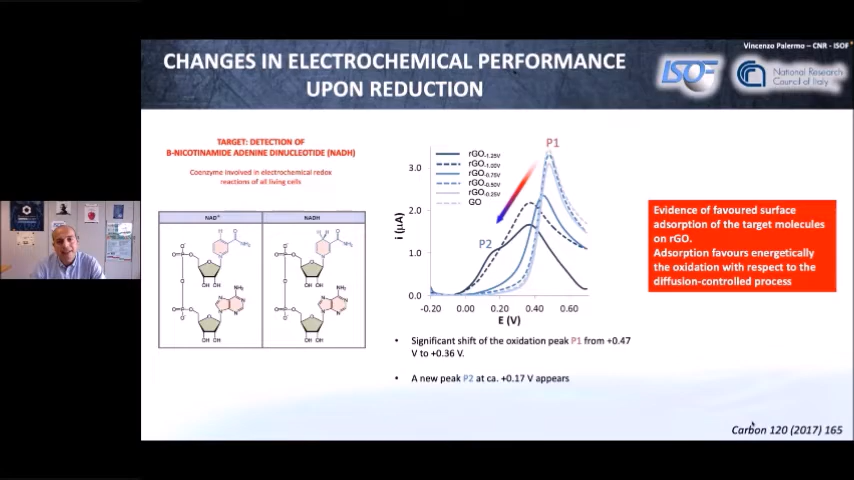 Vincenzo Palermo – CNR - ISOF
CHANGES IN ELECTROCHEMICAL PERFORMANCE
UPON REDUCTION
ISOF
National Research
Council of Italy
TARGET: DETECTION OF
B-NICOTINAMIDE ADENINE DINUCLEOTIDE (NADH)
Coenzyme involved in electrochemical redox
reactions of all living cells
NAD⁺
NADH
P1
rGO-1.25V
rGO-1.00V
rGO-0.75V
rGO-0.50V
rGO-0.25V
GO
P2
i (µA)
3.0
2.0
1.0
0.0
-0.20 0.00 0.20 0.40 0.60
E (V)
Evidence of favoured surface
adsorption of the target molecules
on rGO.
Adsorption favours energetically
the oxidation with respect to the
diffusion-controlled process
• Significant shift of the oxidation peak P1 from +0.47
V to +0.36 V.
• A new peak P2 at ca. +0.17 V appears
Carbon 120 (2017) 165